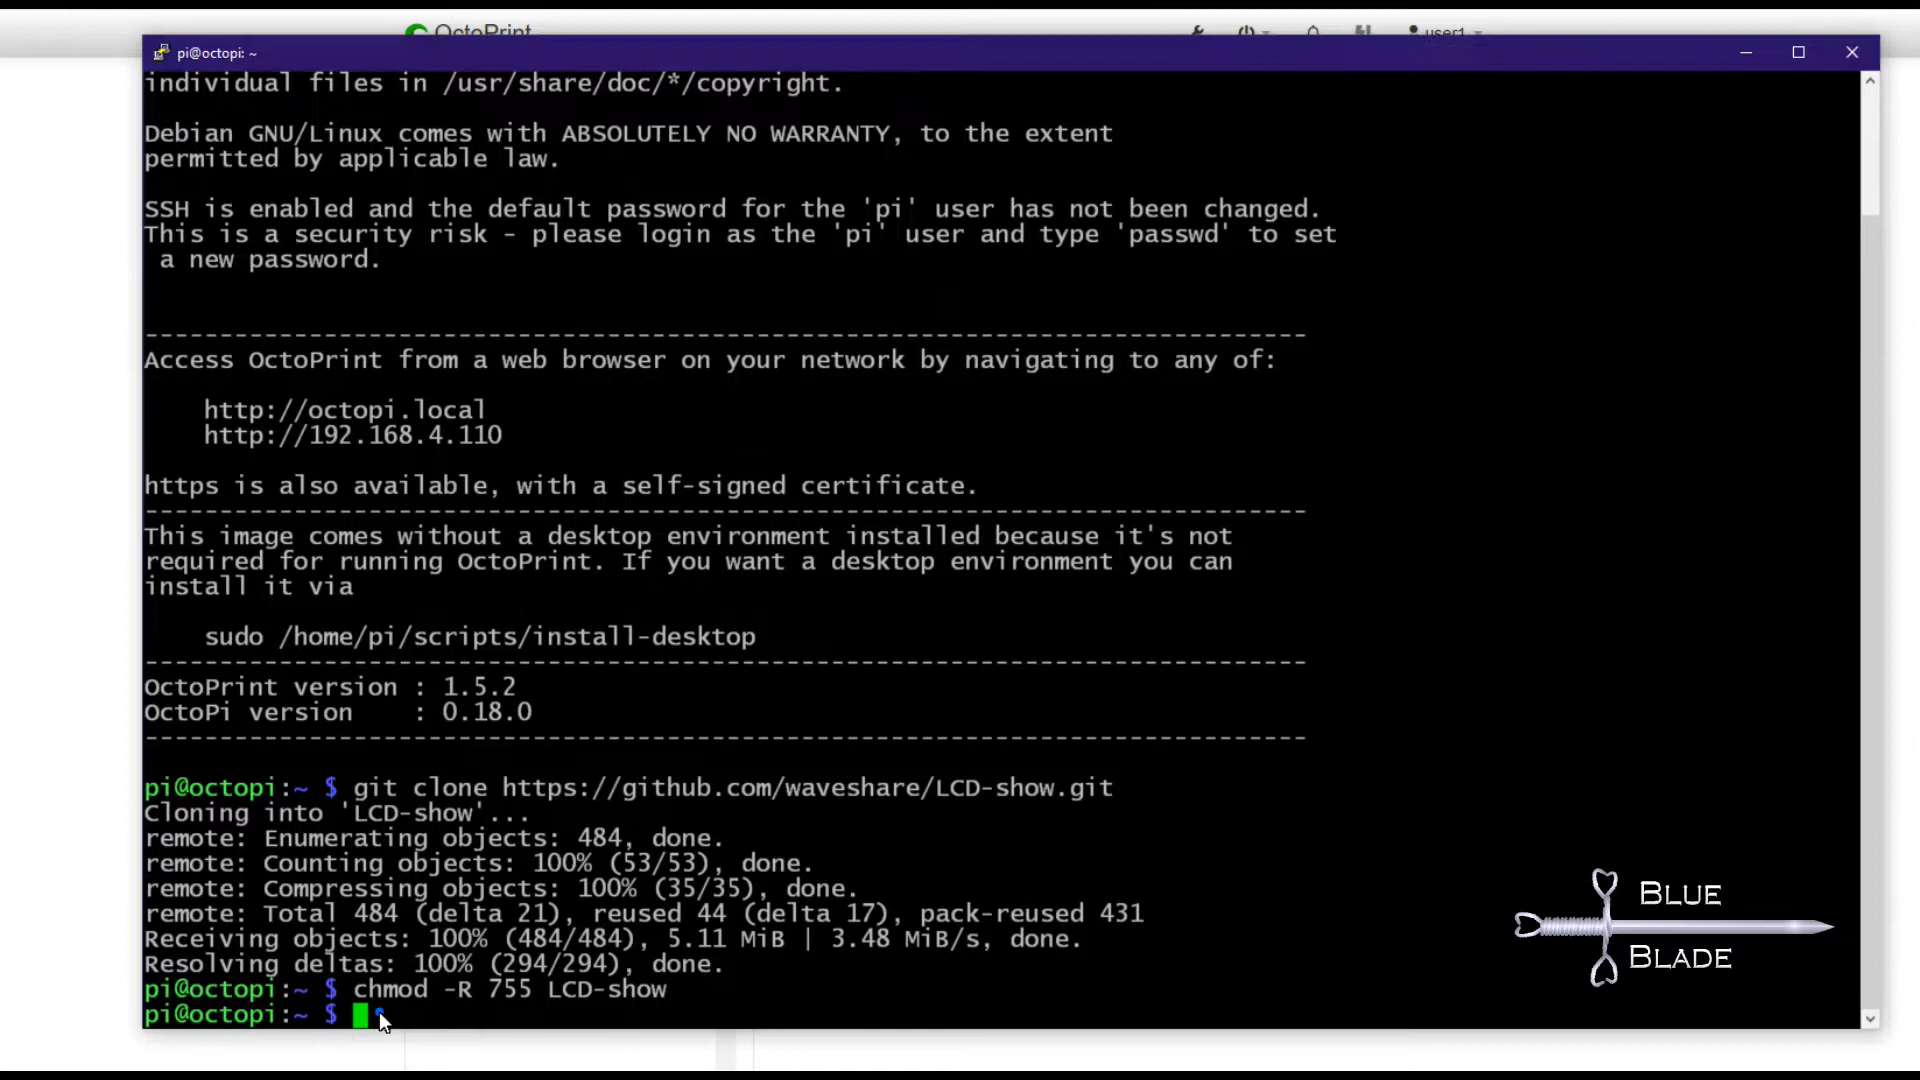 OctoPrint
user1
pi@octopi: ~
individual files in /usr/share/doc/*/copyright.
Debian GNU/Linux comes with ABSOLUTELY NO WARRANTY, to the extent
permitted by applicable law.
SSH is enabled and the default password for the 'pi' user has not been changed.
This is a security risk - please login as the 'pi' user and type 'passwd' to set
a new password.
------------------------------------------------------------------------------
Access OctoPrint from a web browser on your network by navigating to any of:
http://octopi.local
http://192.168.4.110
https is also available, with a self-signed certificate.
------------------------------------------------------------------------------
This image comes without a desktop environment installed because it's not
required for running OctoPrint. If you want a desktop environment you can
install it via
sudo /home/pi/scripts/install-desktop
------------------------------------------------------------------------------
OctoPrint version : 1.5.2
OctoPi version    : 0.18.0
------------------------------------------------------------------------------
pi@octopi:~ $ git clone https://github.com/waveshare/LCD-show.git
Cloning into 'LCD-show'...
remote: Enumerating objects: 484, done.
remote: Counting objects: 100% (53/53), done.
remote: Compressing objects: 100% (35/35), done.
remote: Total 484 (delta 21), reused 44 (delta 17), pack-reused 431
Receiving objects: 100% (484/484), 5.11 MiB | 3.48 MiB/s, done.
Resolving deltas: 100% (294/294), done.
pi@octopi:~ $ chmod -R 755 LCD-show
pi@octopi:~ $
BLUE
BLADE